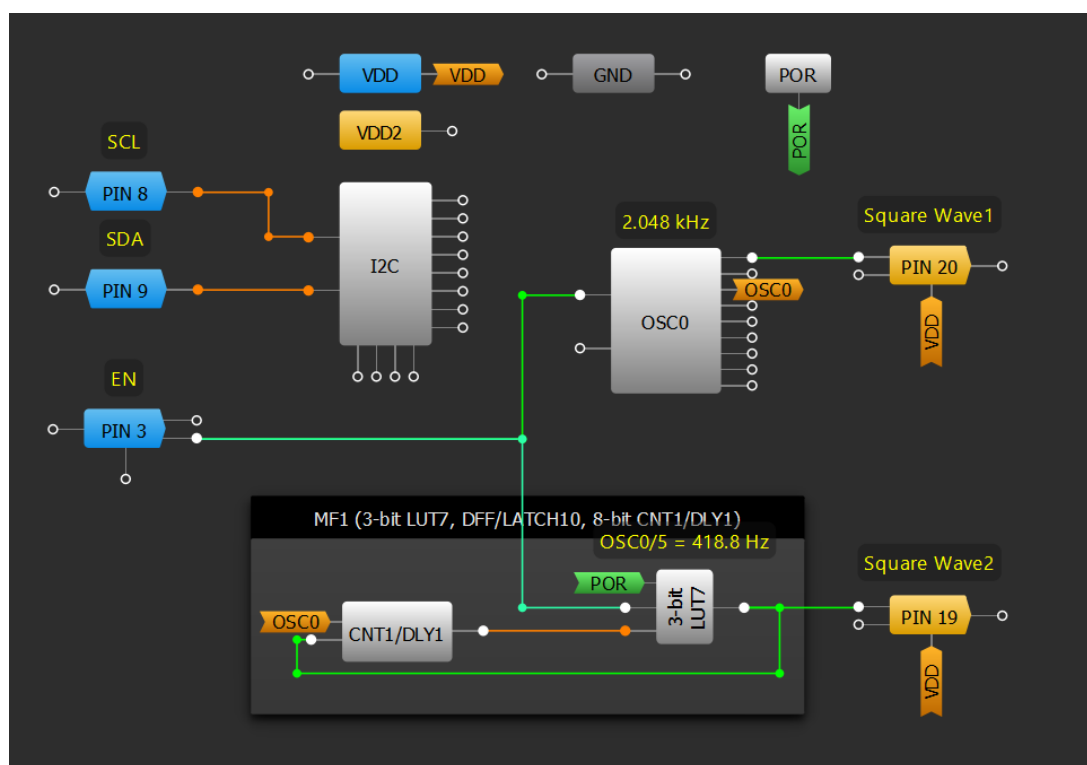 VDD
VDD
GND
POR
POR
VDD2
SCL
PIN 8
SDA
PIN 9
I2C
2.048 kHz
OSC0
OSC0
Square Wave1
PIN 20
VDD
EN
PIN 3
MF1 (3-bit LUT7, DFF/LATCH10, 8-bit CNT1/DLY1)
OSC0/5 = 418.8 Hz
POR
3-bit
LUT7
OSC0
CNT1/DLY1
Square Wave2
PIN 19
VDD